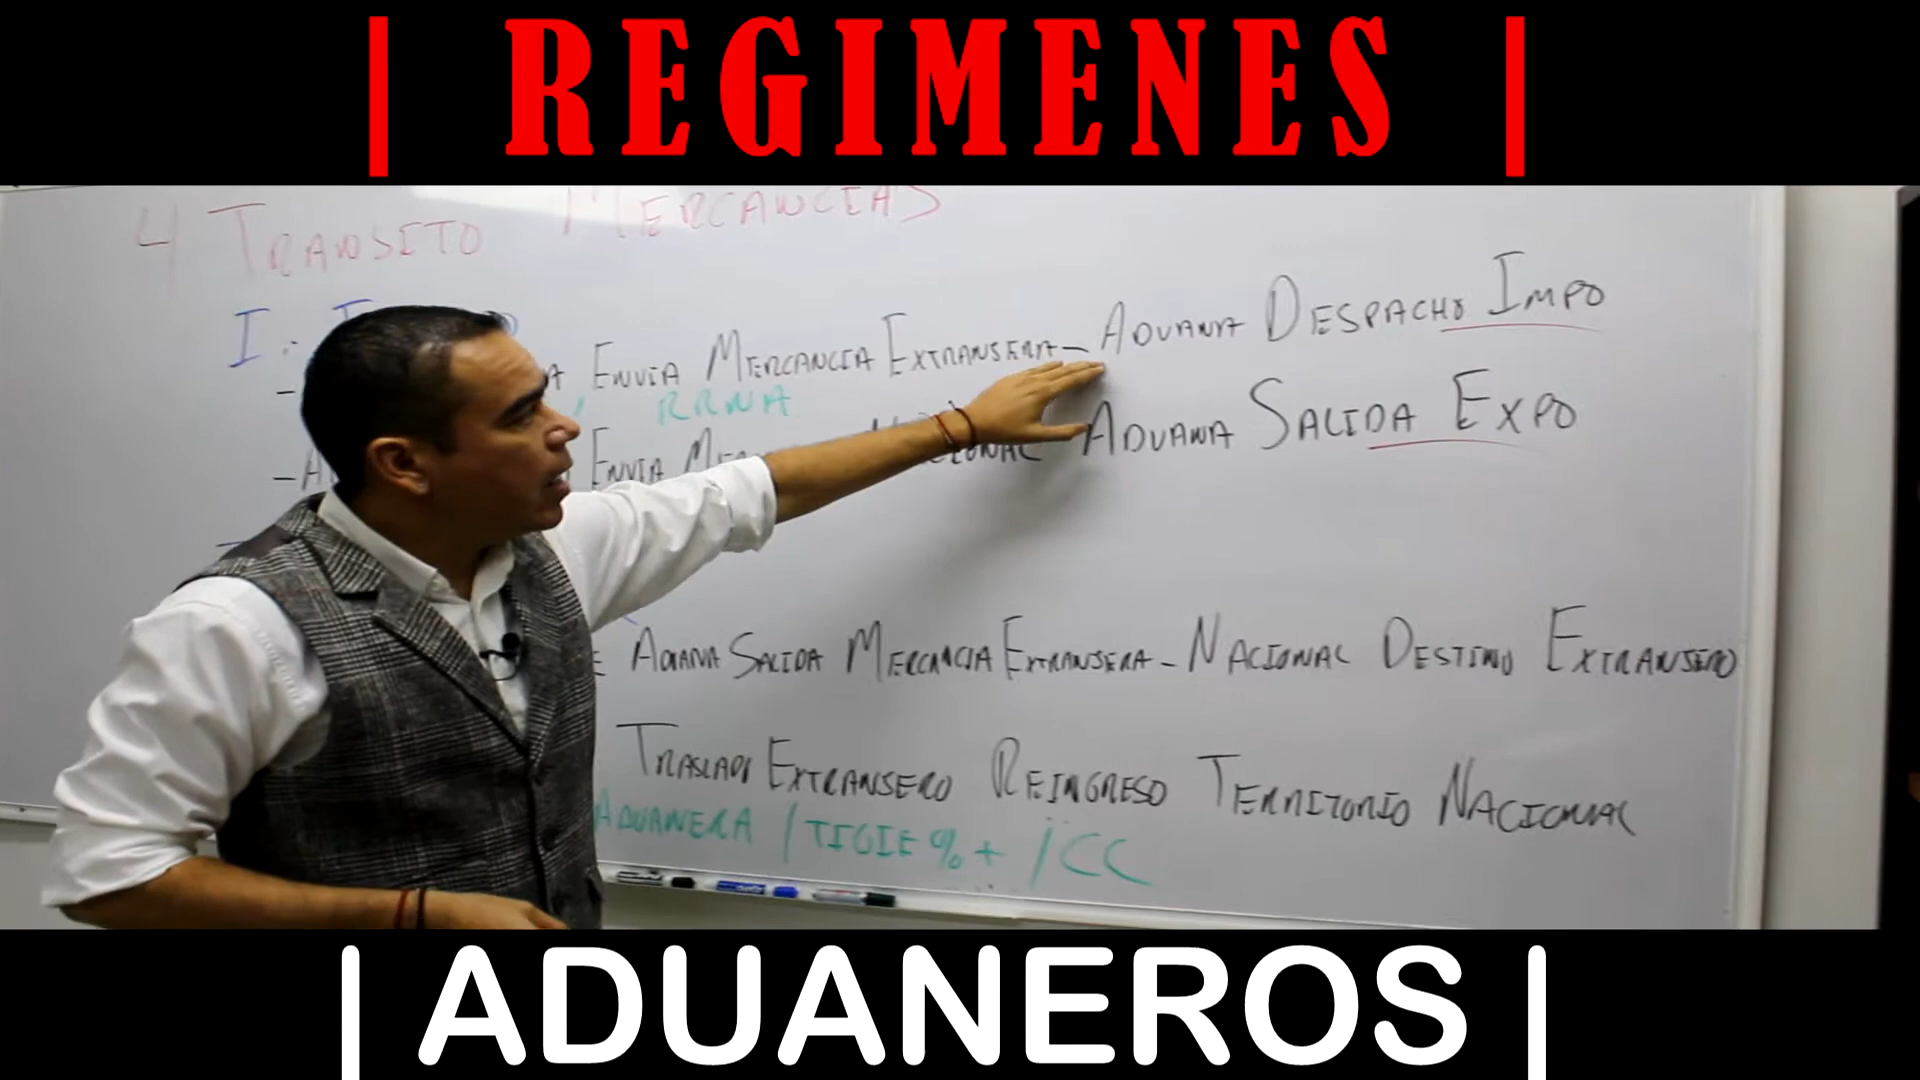 | REGIMENES |
4 TRANSITO MERCANCIAS
I.-
ENVIA MERCANCIA EXTRANJERA - ADUANA DESPACHO IMPO
RRNA
ENVIA ADUANA SALIDA EXPO
ADUANA SALIDA MERCANCIA EXTRANJERA - NACIONAL DESTINO EXTRANJERO
TRASLADO EXTRANJERO REINGRESO TERRITORIO NACIONAL
ADUANERA / TIGIE % + / CC
| ADUANEROS |